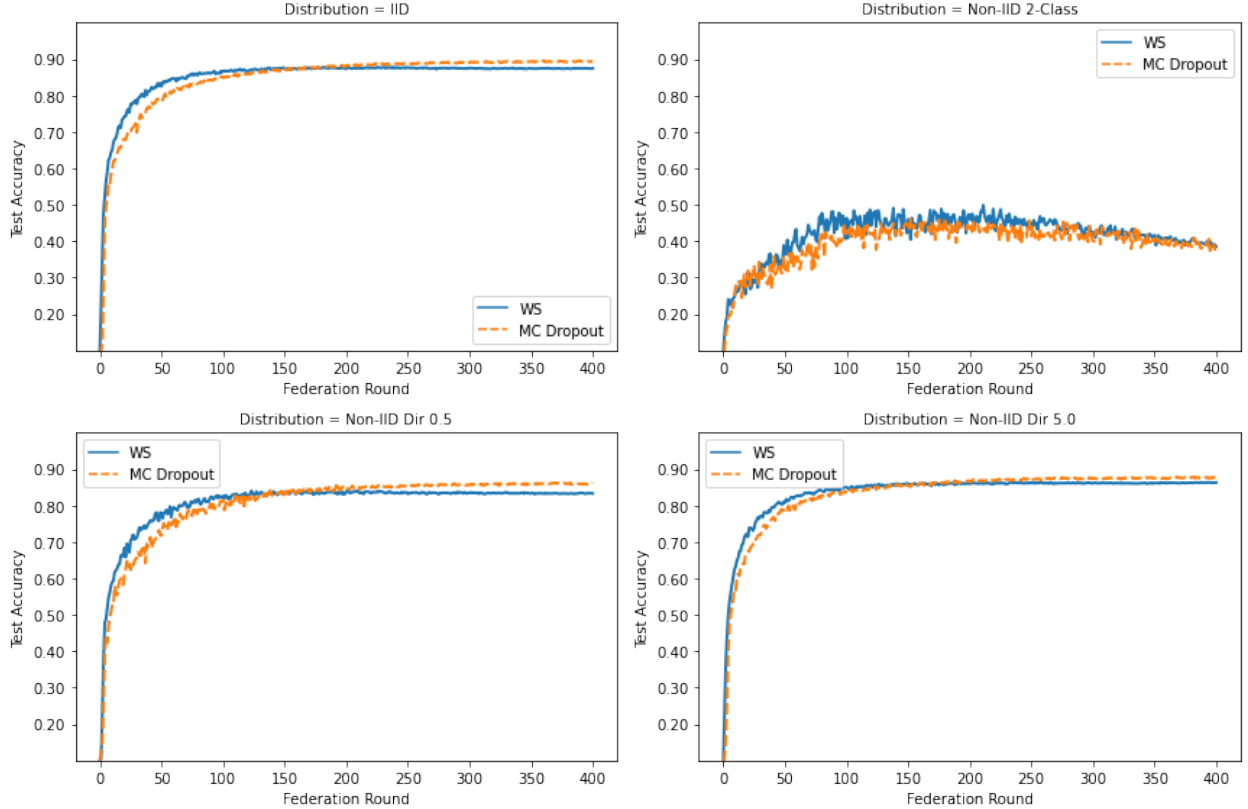 Distribution = IID
Test Accuracy
0.90
0.80
0.70
0.60
0.50
0.40
0.30
0.20
WS
MC Dropout
0 50 100 150 200 250 300 350 400
Federation Round
Distribution = Non-IID 2-Class
Test Accuracy
0.90
0.80
0.70
0.60
0.50
0.40
0.30
0.20
WS
MC Dropout
0 50 100 150 200 250 300 350 400
Federation Round
Distribution = Non-IID Dir 0.5
Test Accuracy
0.90
0.80
0.70
0.60
0.50
0.40
0.30
0.20
WS
MC Dropout
0 50 100 150 200 250 300 350 400
Federation Round
Distribution = Non-IID Dir 5.0
Test Accuracy
0.90
0.80
0.70
0.60
0.50
0.40
0.30
0.20
WS
MC Dropout
0 50 100 150 200 250 300 350 400
Federation Round